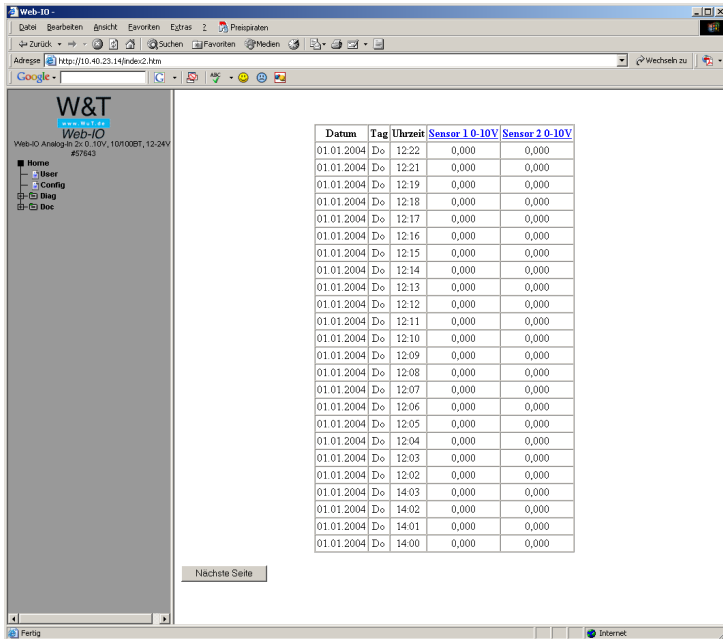 Web-IO -
Datei Bearbeiten Ansicht Favoriten Extras ? Preispiraten
Zurück Suchen Favoriten Medien
Adresse http://10.40.23.14/index2.htm Wechseln zu
Google
W&T
www.WuT.de
Web-IO
Web-IO Analog-In 2x 0..10V, 10/100BT, 12-24V
#57643
Home
User
Config
Diag
Doc
Datum Tag Uhrzeit Sensor 1 0-10V Sensor 2 0-10V
01.01.2004 Do 12:22 0,000 0,000
01.01.2004 Do 12:21 0,000 0,000
01.01.2004 Do 12:19 0,000 0,000
01.01.2004 Do 12:18 0,000 0,000
01.01.2004 Do 12:17 0,000 0,000
01.01.2004 Do 12:16 0,000 0,000
01.01.2004 Do 12:15 0,000 0,000
01.01.2004 Do 12:14 0,000 0,000
01.01.2004 Do 12:13 0,000 0,000
01.01.2004 Do 12:12 0,000 0,000
01.01.2004 Do 12:11 0,000 0,000
01.01.2004 Do 12:10 0,000 0,000
01.01.2004 Do 12:09 0,000 0,000
01.01.2004 Do 12:08 0,000 0,000
01.01.2004 Do 12:07 0,000 0,000
01.01.2004 Do 12:06 0,000 0,000
01.01.2004 Do 12:05 0,000 0,000
01.01.2004 Do 12:04 0,000 0,000
01.01.2004 Do 12:03 0,000 0,000
01.01.2004 Do 12:02 0,000 0,000
01.01.2004 Do 14:03 0,000 0,000
01.01.2004 Do 14:02 0,000 0,000
01.01.2004 Do 14:01 0,000 0,000
01.01.2004 Do 14:00 0,000 0,000
Nächste Seite
Fertig Internet